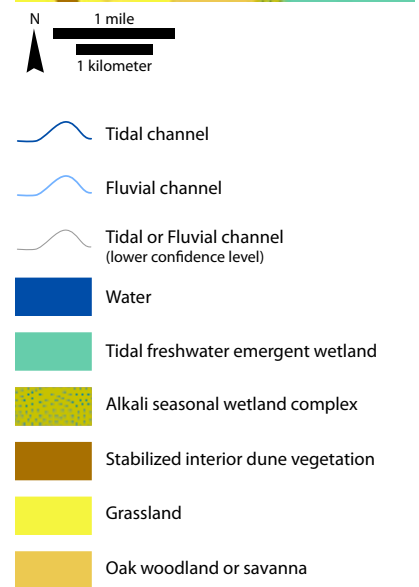 N
1 mile
1 kilometer
Tidal channel
Fluvial channel
Tidal or Fluvial channel
(lower confidence level)
Water
Tidal freshwater emergent wetland
Alkali seasonal wetland complex
Stabilized interior dune vegetation
Grassland
Oak woodland or savanna